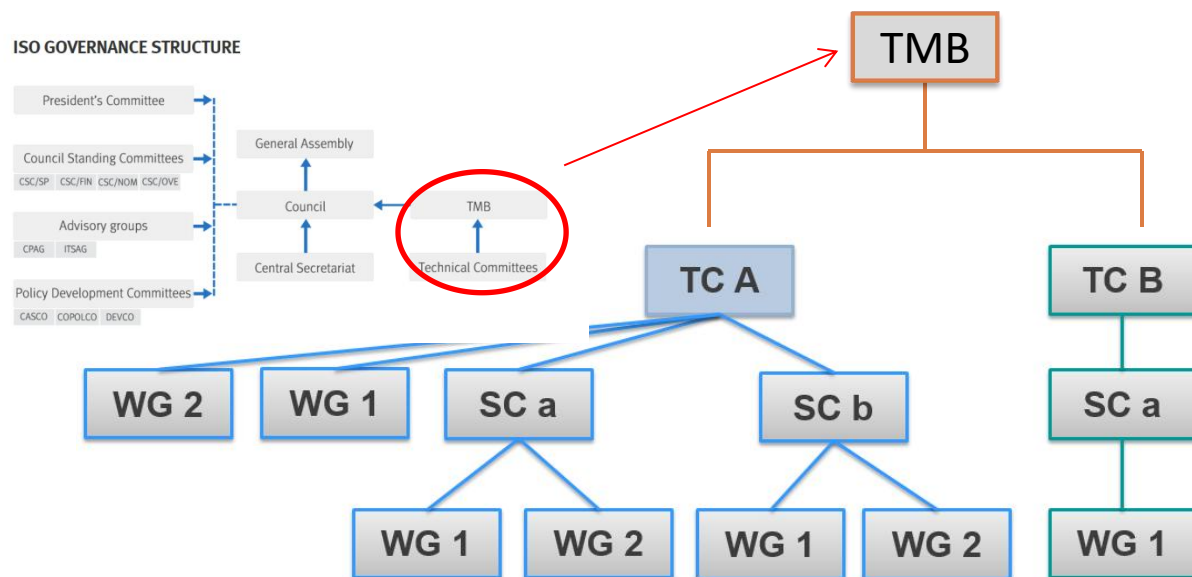 ISO GOVERNANCE STRUCTURE
President's Committee
Council Standing Committees
CSC/SP CSC/FIN CSC/NOM CSC/OVE
Advisory groups
CPAG ITSAG
Policy Development Committees
CASCO COPOLCO DEVCO
General Assembly
Council
Central Secretariat
TMB
Technical Committees
TMB
TC A
TC B
WG 2
WG 1
SC a
SC b
SC a
WG 1
WG 2
WG 1
WG 2
WG 1